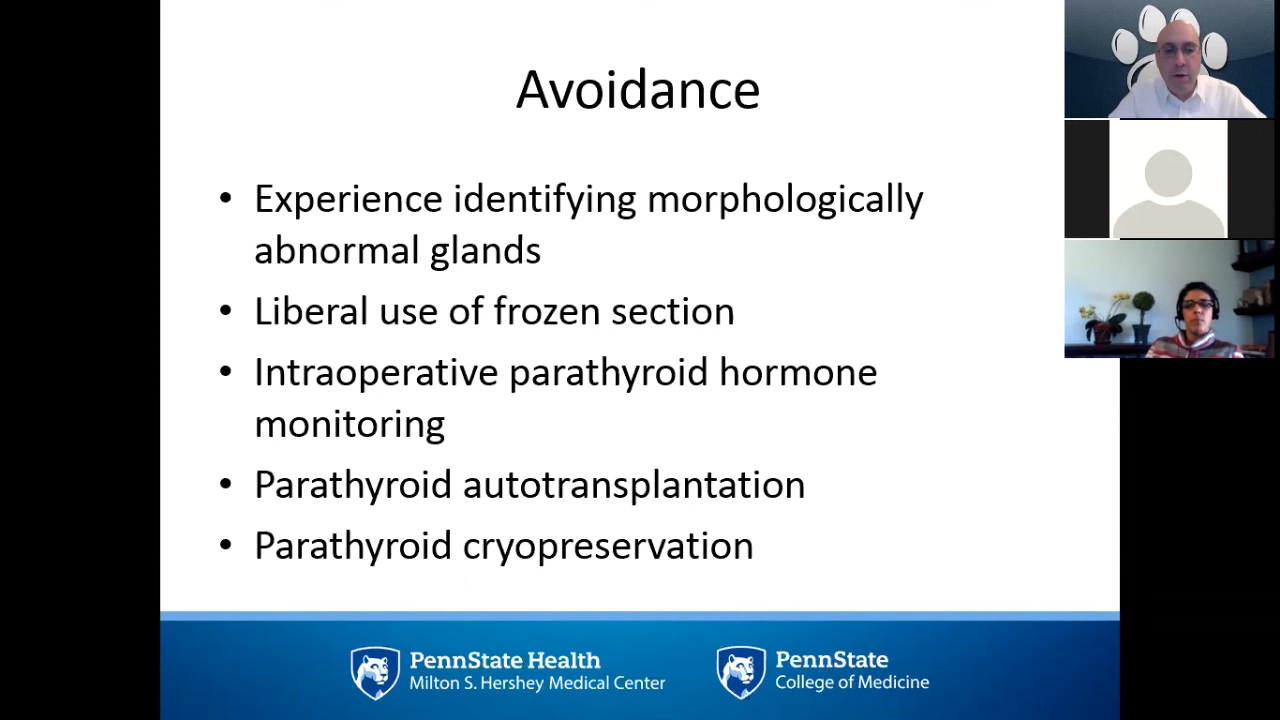 Avoidance
• Experience identifying morphologically
abnormal glands
• Liberal use of frozen section
• Intraoperative parathyroid hormone
monitoring
• Parathyroid autotransplantation
• Parathyroid cryopreservation
PennState Health
Milton S. Hershey Medical Center
PennState
College of Medicine